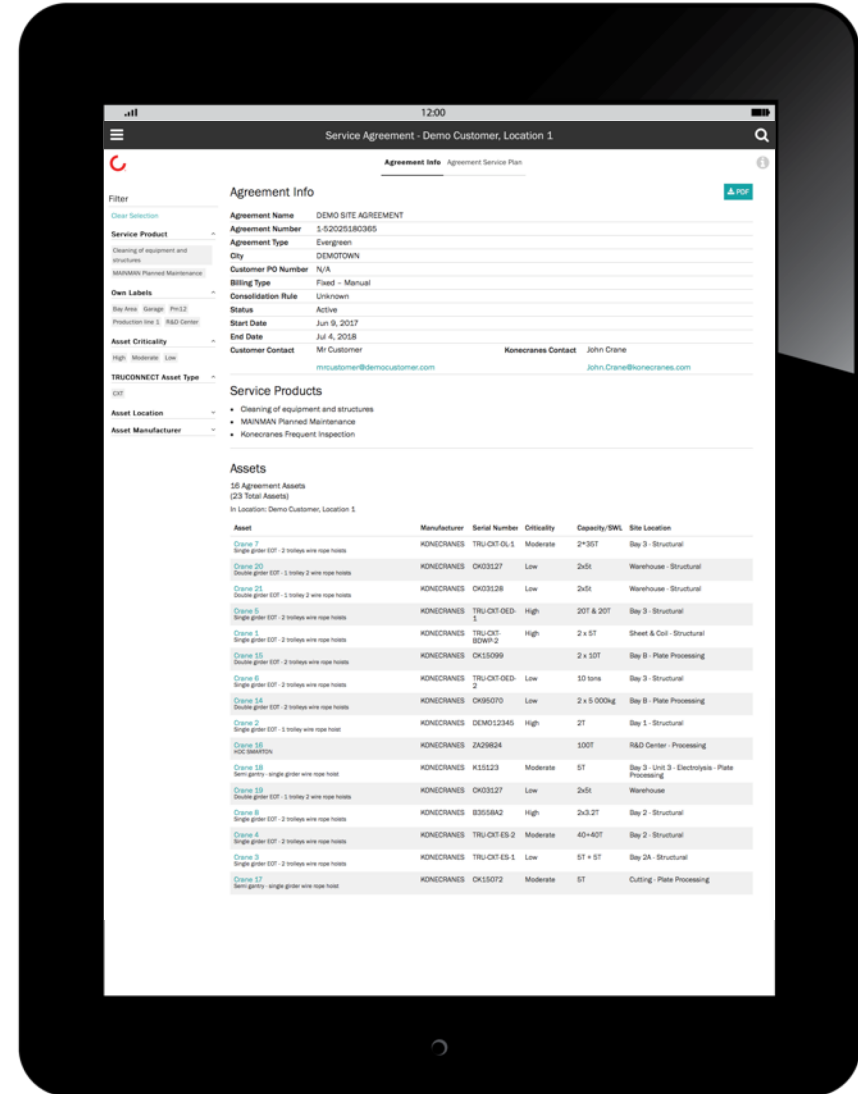 12:00
Service Agreement - Demo Customer, Location 1
Agreement Info Agreement Service Plan
Filter
Clear Selection
Service Product
Cleaning of equipment and
structures
MAINMAN Planned Maintenance
Own Labels
Bay Area Garage Pm12
Production line 1 R&D Center
Asset Criticality
High Moderate Low
TRUCONNECT Asset Type
CXT
Asset Location
Asset Manufacturer
Agreement Info
PDF
Agreement Name DEMO SITE AGREEMENT
Agreement Number 1-52025180365
Agreement Type Evergreen
City DEMOTOWN
Customer PO Number N/A
Billing Type Fixed – Manual
Consolidation Rule Unknown
Status Active
Start Date Jun 9, 2017
End Date Jul 4, 2018
Customer Contact Mr Customer Konecranes Contact John Crane
mrcustomer@democustomer.com John.Crane@konecranes.com
Service Products
• Cleaning of equipment and structures
• MAINMAN Planned Maintenance
• Konecranes Frequent Inspection
Assets
16 Agreement Assets
(23 Total Assets)
In Location: Demo Customer, Location 1
Asset Manufacturer Serial Number Criticality Capacity/SWL Site Location
Crane 7 KONECRANES TRU-CXT-DL-1 Moderate 2*35T Bay 3 - Structural
Single girder EOT - 2 trolleys wire rope hoists
Crane 20 KONECRANES OK03127 Low 2x5t Warehouse - Structural
Double girder EOT - 1 trolley 2 wire rope hoists
Crane 21 KONECRANES OK03128 Low 2x5t Warehouse - Structural
Double girder EOT - 1 trolley 2 wire rope hoists
Crane 5 KONECRANES TRU-CXT-DED- High 20T & 20T Bay 3 - Structural
Single girder EOT - 2 trolleys wire rope hoists 1
Crane 1 KONECRANES TRU-CXT- High 2 x 5T Sheet & Coil - Structural
Single girder EOT - 2 trolleys wire rope hoists BDWP-2
Crane 15 KONECRANES OK15099 2 x 10T Bay B - Plate Processing
Double girder EOT - 2 trolleys wire rope hoists
Crane 6 KONECRANES TRU-CXT-DED- Low 10 tons Bay 3 - Structural
Single girder EOT - 2 trolleys wire rope hoists 2
Crane 14 KONECRANES OK95070 Low 2 x 5 000kg Bay B - Plate Processing
Double girder EOT - 2 trolleys wire rope hoists
Crane 2 KONECRANES DEMO12345 High 2T Bay 1 - Structural
Single girder EOT - 1 trolley wire rope hoist
Crane 16 KONECRANES ZA29824 100T R&D Center - Processing
HOC SMARTON
Crane 18 KONECRANES K15123 Moderate 5T Bay 3 - Unit 3 - Electrolysis - Plate
Semi gantry - single girder wire rope hoist Processing
Crane 19 KONECRANES OK03127 Low 2x5t Warehouse
Double girder EOT - 1 trolley 2 wire rope hoists
Crane 8 KONECRANES B3558A2 High 2x3.2T Bay 2 - Structural
Single girder EOT - 2 trolleys wire rope hoists
Crane 4 KONECRANES TRU-CXT-ES-2 Moderate 40+40T Bay 2 - Structural
Single girder EOT - 2 trolleys wire rope hoists
Crane 3 KONECRANES TRU-CXT-ES-1 Low 5T + 5T Bay 2A - Structural
Single girder EOT - 2 trolleys wire rope hoists
Crane 17 KONECRANES OK15072 Moderate 5T Cutting - Plate Processing
Semi gantry - single girder wire rope hoist